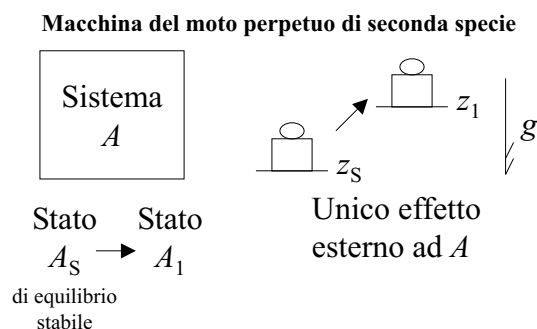 Macchina del moto perpetuo di seconda specie
Sistema
A
z1
g
zS
Stato Stato
AS A1
di equilibrio
stabile
Unico effetto
esterno ad A